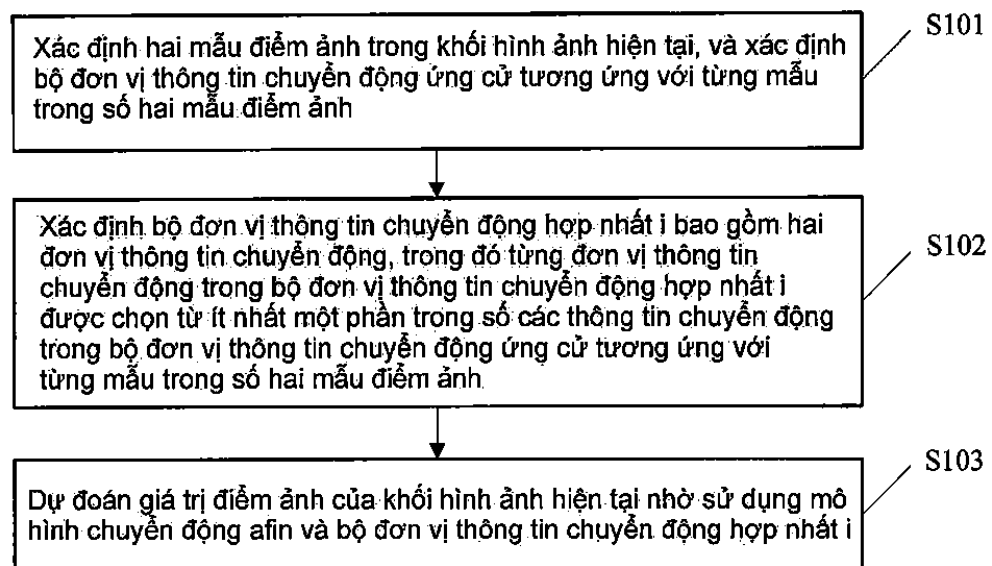 S101
Xác định hai mẫu điểm ảnh trong khối hình ảnh hiện tại, và xác định
bộ đơn vị thông tin chuyển động ứng cử tương ứng với từng mẫu
trong số hai mẫu điểm ảnh
S102
Xác định bộ đơn vị thông tin chuyển động hợp nhất i bao gồm hai
đơn vị thông tin chuyển động, trong đó từng đơn vị thông tin
chuyển động trong bộ đơn vị thông tin chuyển động hợp nhất i
được chọn từ ít nhất một phần trong số các thông tin chuyển động
trong bộ đơn vị thông tin chuyển động ứng cử tương ứng với
từng mẫu trong số hai mẫu điểm ảnh
S103
Dự đoán giá trị điểm ảnh của khối hình ảnh hiện tại nhờ sử dụng mô
hình chuyển động afin và bộ đơn vị thông tin chuyển động hợp nhất i